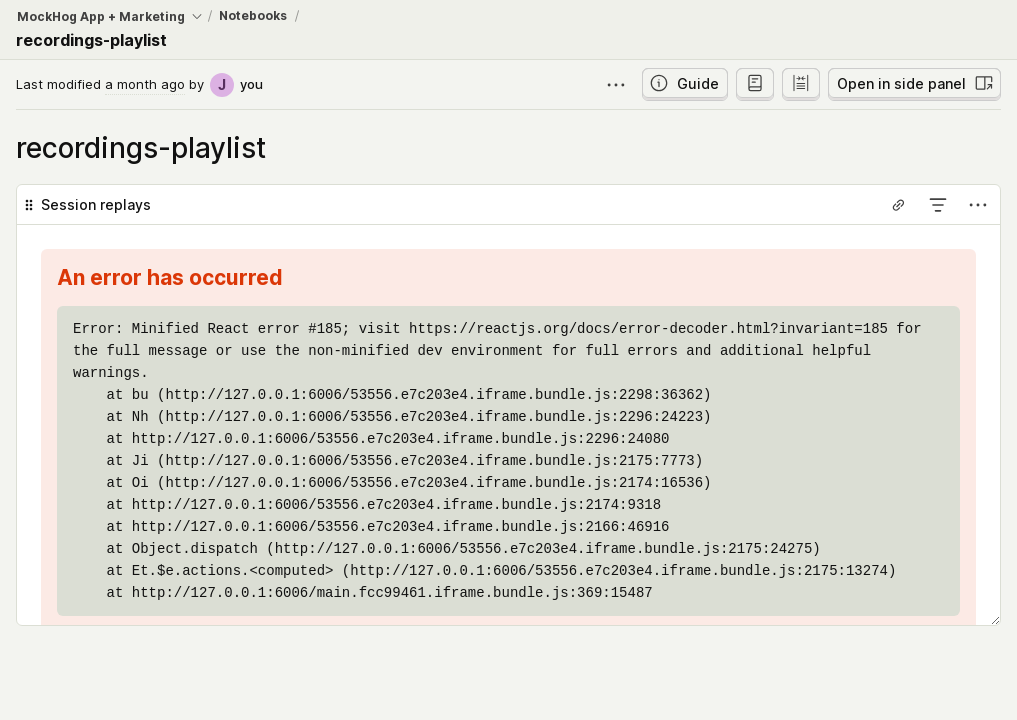 MockHog App + Marketing / Notebooks /
recordings-playlist
Last modified a month ago by J you
Guide
Open in side panel
recordings-playlist
Session replays
An error has occurred
Error: Minified React error #185; visit https://reactjs.org/docs/error-decoder.html?invariant=185 for
the full message or use the non-minified dev environment for full errors and additional helpful
warnings.
at bu (http://127.0.0.1:6006/53556.e7c203e4.iframe.bundle.js:2298:36362)
at Nh (http://127.0.0.1:6006/53556.e7c203e4.iframe.bundle.js:2296:24223)
at http://127.0.0.1:6006/53556.e7c203e4.iframe.bundle.js:2296:24080
at Ji (http://127.0.0.1:6006/53556.e7c203e4.iframe.bundle.js:2175:7773)
at Oi (http://127.0.0.1:6006/53556.e7c203e4.iframe.bundle.js:2174:16536)
at http://127.0.0.1:6006/53556.e7c203e4.iframe.bundle.js:2174:9318
at http://127.0.0.1:6006/53556.e7c203e4.iframe.bundle.js:2166:46916
at Object.dispatch (http://127.0.0.1:6006/53556.e7c203e4.iframe.bundle.js:2175:24275)
at Et.$e.actions.<computed> (http://127.0.0.1:6006/53556.e7c203e4.iframe.bundle.js:2175:13274)
at http://127.0.0.1:6006/main.fcc99461.iframe.bundle.js:369:15487